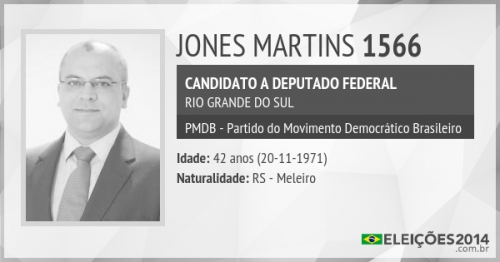 JONES MARTINS 1566
CANDIDATO A DEPUTADO FEDERAL
RIO GRANDE DO SUL
PMDB - Partido do Movimento Democrático Brasileiro
Idade: 42 anos (20-11-1971)
Naturalidade: RS - Meleiro
ELEIÇÕES2014
.com.br